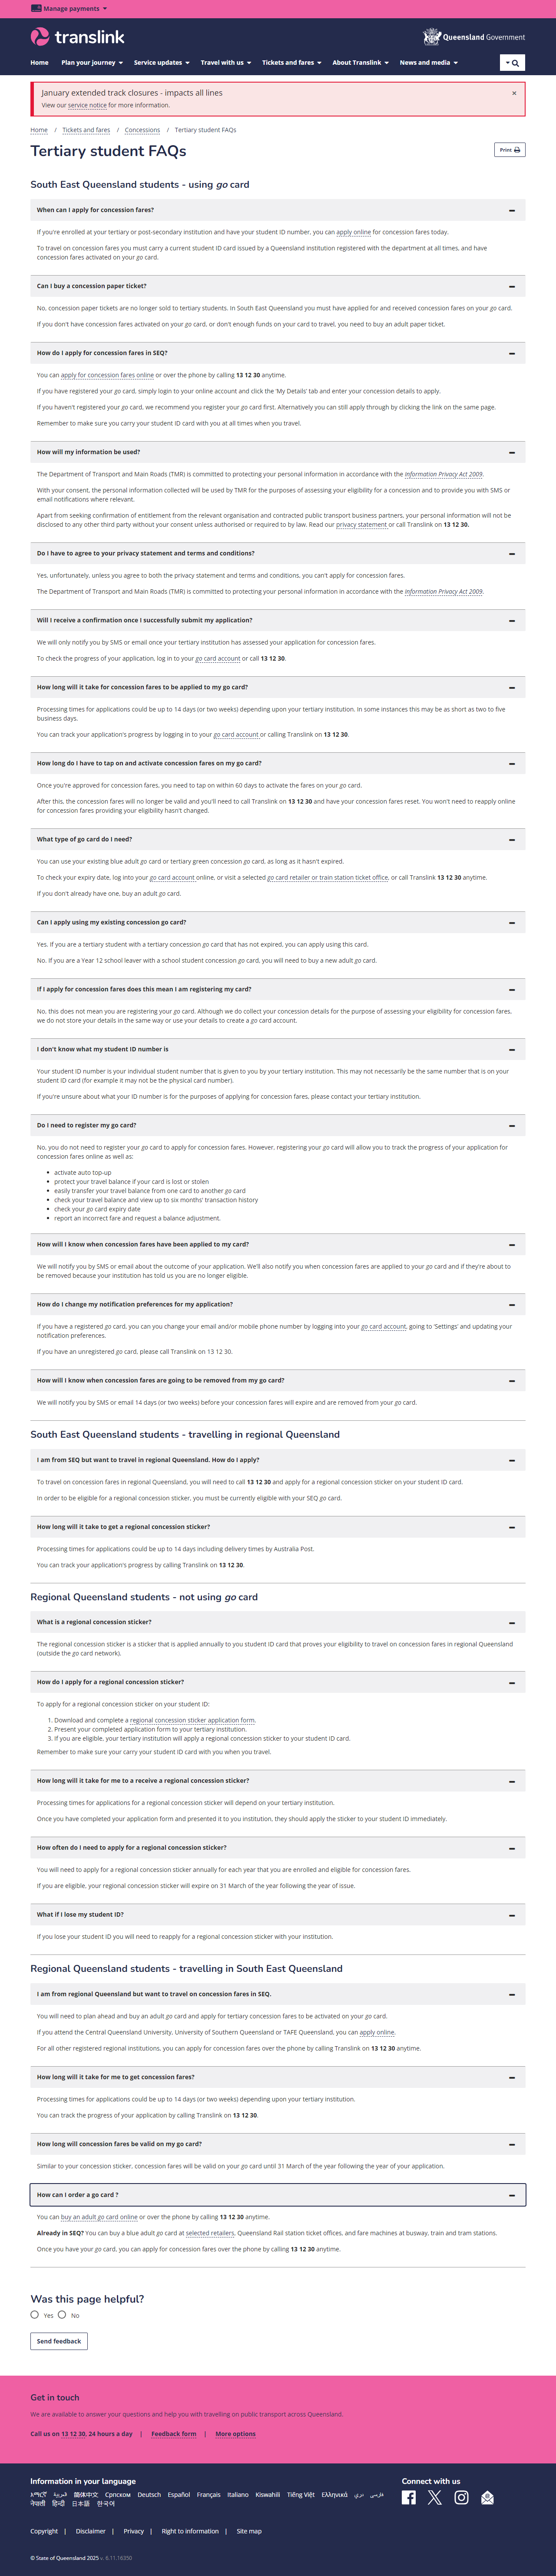 Manage payments
translink
Queensland Government
Home Plan your journey Service updates Travel with us Tickets and fares About Translink News and media
January extended track closures - impacts all lines
×
View our service notice for more information.
Home / Tickets and fares / Concessions / Tertiary student FAQs
Tertiary student FAQs
Print
South East Queensland students - using go card
When can I apply for concession fares?
If you're enrolled at your tertiary or post-secondary institution and have your student ID number, you can apply online for concession fares today.
To travel on concession fares you must carry a current student ID card issued by a Queensland institution registered with the department at all times, and have
concession fares activated on your go card.
Can I buy a concession paper ticket?
No, concession paper tickets are no longer sold to tertiary students. In South East Queensland you must have applied for and received concession fares on your go card.
If you don't have concession fares activated on your go card, or don't enough funds on your card to travel, you need to buy an adult paper ticket.
How do I apply for concession fares in SEQ?
You can apply for concession fares online or over the phone by calling 13 12 30 anytime.
If you have registered your go card, simply login to your online account and click the 'My Details' tab and enter your concession details to apply.
If you haven't registered your go card, we recommend you register your go card first. Alternatively you can still apply through by clicking the link on the same page.
Remember to make sure you carry your student ID card with you at all times when you travel.
How will my information be used?
The Department of Transport and Main Roads (TMR) is committed to protecting your personal information in accordance with the Information Privacy Act 2009.
With your consent, the personal information collected will be used by TMR for the purposes of assessing your eligibility for a concession and to provide you with SMS or
email notifications where relevant.
Apart from seeking confirmation of entitlement from the relevant organisation and contracted public transport business partners, your personal information will not be
disclosed to any other third party without your consent unless authorised or required to by law. Read our privacy statement or call Translink on 13 12 30.
Do I have to agree to your privacy statement and terms and conditions?
Yes, unfortunately, unless you agree to both the privacy statement and terms and conditions, you can't apply for concession fares.
The Department of Transport and Main Roads (TMR) is committed to protecting your personal information in accordance with the Information Privacy Act 2009.
Will I receive a confirmation once I successfully submit my application?
We will only notify you by SMS or email once your tertiary institution has assessed your application for concession fares.
To check the progress of your application, log in to your go card account or call 13 12 30.
How long will it take for concession fares to be applied to my go card?
Processing times for applications could be up to 14 days (or two weeks) depending upon your tertiary institution. In some instances this may be as short as two to five
business days.
You can track your application's progress by logging in to your go card account or calling Translink on 13 12 30.
How long do I have to tap on and activate concession fares on my go card?
Once you're approved for concession fares, you need to tap on within 60 days to activate the fares on your go card.
After this, the concession fares will no longer be valid and you'll need to call Translink on 13 12 30 and have your concession fares reset. You won't need to reapply online
for concession fares providing your eligibility hasn't changed.
What type of go card do I need?
You can use your existing blue adult go card or tertiary green concession go card, as long as it hasn't expired.
To check your expiry date, log into your go card account online, or visit a selected go card retailer or train station ticket office, or call Translink 13 12 30 anytime.
If you don't already have one, buy an adult go card.
Can I apply using my existing concession go card?
Yes, if you are a tertiary student with a tertiary concession go card that has not expired, you can apply using this card.
No, if you are a Year 12 school leaver with a school student concession go card, you will need to buy a new adult go card.
If I apply for concession fares does this mean I am registering my card?
No, this does not mean you are registering your go card. Although we do collect your concession details for the purpose of assessing your eligibility for concession fares,
we do not store your details in the same way or use your details to create a go card account.
I don't know what my student ID number is
Your student ID number is your individual student number that is given to you by your tertiary institution. This may not necessarily be the same number that is on your
student ID card (for example it may not be the physical card number).
If you're unsure about what your ID number is for the purposes of applying for concession fares, please contact your tertiary institution.
Do I need to register my go card?
No, you do not need to register your go card to apply for concession fares. However, registering your go card will allow you to track the progress of your application for
concession fares online as well as:
• activate auto top-up
• protect your travel balance if your card is lost or stolen
• easily transfer your travel balance from one card to another go card
• check your travel balance and view up to six months' transaction history
• check your go card expiry date
• report an incorrect fare and request a balance adjustment.
How will I know when concession fares have been applied to my card?
We will notify you by SMS or email about the outcome of your application. We'll also notify you when concession fares are applied to your go card and if they're about to
be removed because your institution has told us you are no longer eligible.
How do I change my notification preferences for my application?
If you have a registered go card, you can you change your email and/or mobile phone number by logging into your go card account, going to 'Settings' and updating your
notification preferences.
If you have an unregistered go card, please call Translink on 13 12 30.
How will I know when concession fares are going to be removed from my go card?
We will notify you by SMS or email 14 days (or two weeks) before your concession fares will expire and are removed from your go card.
South East Queensland students - travelling in regional Queensland
I am from SEQ but want to travel in regional Queensland. How do I apply?
To travel on concession fares in regional Queensland, you will need to call 13 12 30 and apply for a regional concession sticker on your student ID card.
In order to be eligible for a regional concession sticker, you must be currently eligible with your SEQ go card.
How long will it take to get a regional concession sticker?
Processing times for applications could be up to 14 days including delivery times by Australia Post.
You can track your application's progress by calling Translink on 13 12 30.
Regional Queensland students - not using go card
What is a regional concession sticker?
The regional concession sticker is a sticker that is applied annually to you student ID card that proves your eligibility to travel on concession fares in regional Queensland
(outside the go card network).
How do I apply for a regional concession sticker?
To apply for a regional concession sticker on your student ID:
1. Download and complete a regional concession sticker application form.
2. Present your completed application form to your tertiary institution.
3. If you are eligible, your tertiary institution will apply a regional concession sticker to your student ID card.
Remember to make sure your carry your student ID card with you when you travel.
How long will it take for me to a receive a regional concession sticker?
Processing times for applications for a regional concession sticker will depend on your tertiary institution.
Once you have completed your application form and presented it to you institution, they should apply the sticker to your student ID immediately.
How often do I need to apply for a regional concession sticker?
You will need to apply for a regional concession sticker annually for each year that you are enrolled and eligible for concession fares.
If you are eligible, your regional concession sticker will expire on 31 March of the year following the year of issue.
What if I lose my student ID?
If you lose your student ID you will need to reapply for a regional concession sticker with your institution.
Regional Queensland students - travelling in South East Queensland
I am from regional Queensland but want to travel on concession fares in SEQ.
You will need to plan ahead and buy an adult go card and apply for tertiary concession fares to be activated on your go card.
If you attend the Central Queensland University, University of Southern Queensland or TAFE Queensland, you can apply online.
For all other registered regional institutions, you can apply for concession fares over the phone by calling Translink on 13 12 30 anytime.
How long will it take for me to get concession fares?
Processing times for applications could be up to 14 days (or two weeks) depending upon your tertiary institution.
You can track the progress of your application by calling Translink on 13 12 30.
How long will concession fares be valid on my go card?
Similar to your concession sticker, concession fares will be valid on your go card until 31 March of the year following the year of your application.
How can I order a go card ?
You can buy an adult go card online or over the phone by calling 13 12 30 anytime.
Already in SEQ? You can buy a blue adult go card at selected retailers, Queensland Rail station ticket offices, and fare machines at busway, train and tram stations.
Once you have your go card, you can apply for concession fares over the phone by calling 13 12 30 anytime.
Was this page helpful?
Yes No
Send feedback
Get in touch
We are available to answer your questions and help you with travelling on public transport across Queensland.
Call us on 13 12 30, 24 hours a day | Feedback form | More options
Information in your language
Connect with us
አማርኛ العربية 简体中文 Српском Deutsch Español Français Italiano Kiswahili Tiếng Việt Ελληνικά دری فارسی
नेपाली हिन्दी 日本語 한국어
Copyright | Disclaimer | Privacy | Right to information | Site map
© State of Queensland 2025 v. 6.11.16350